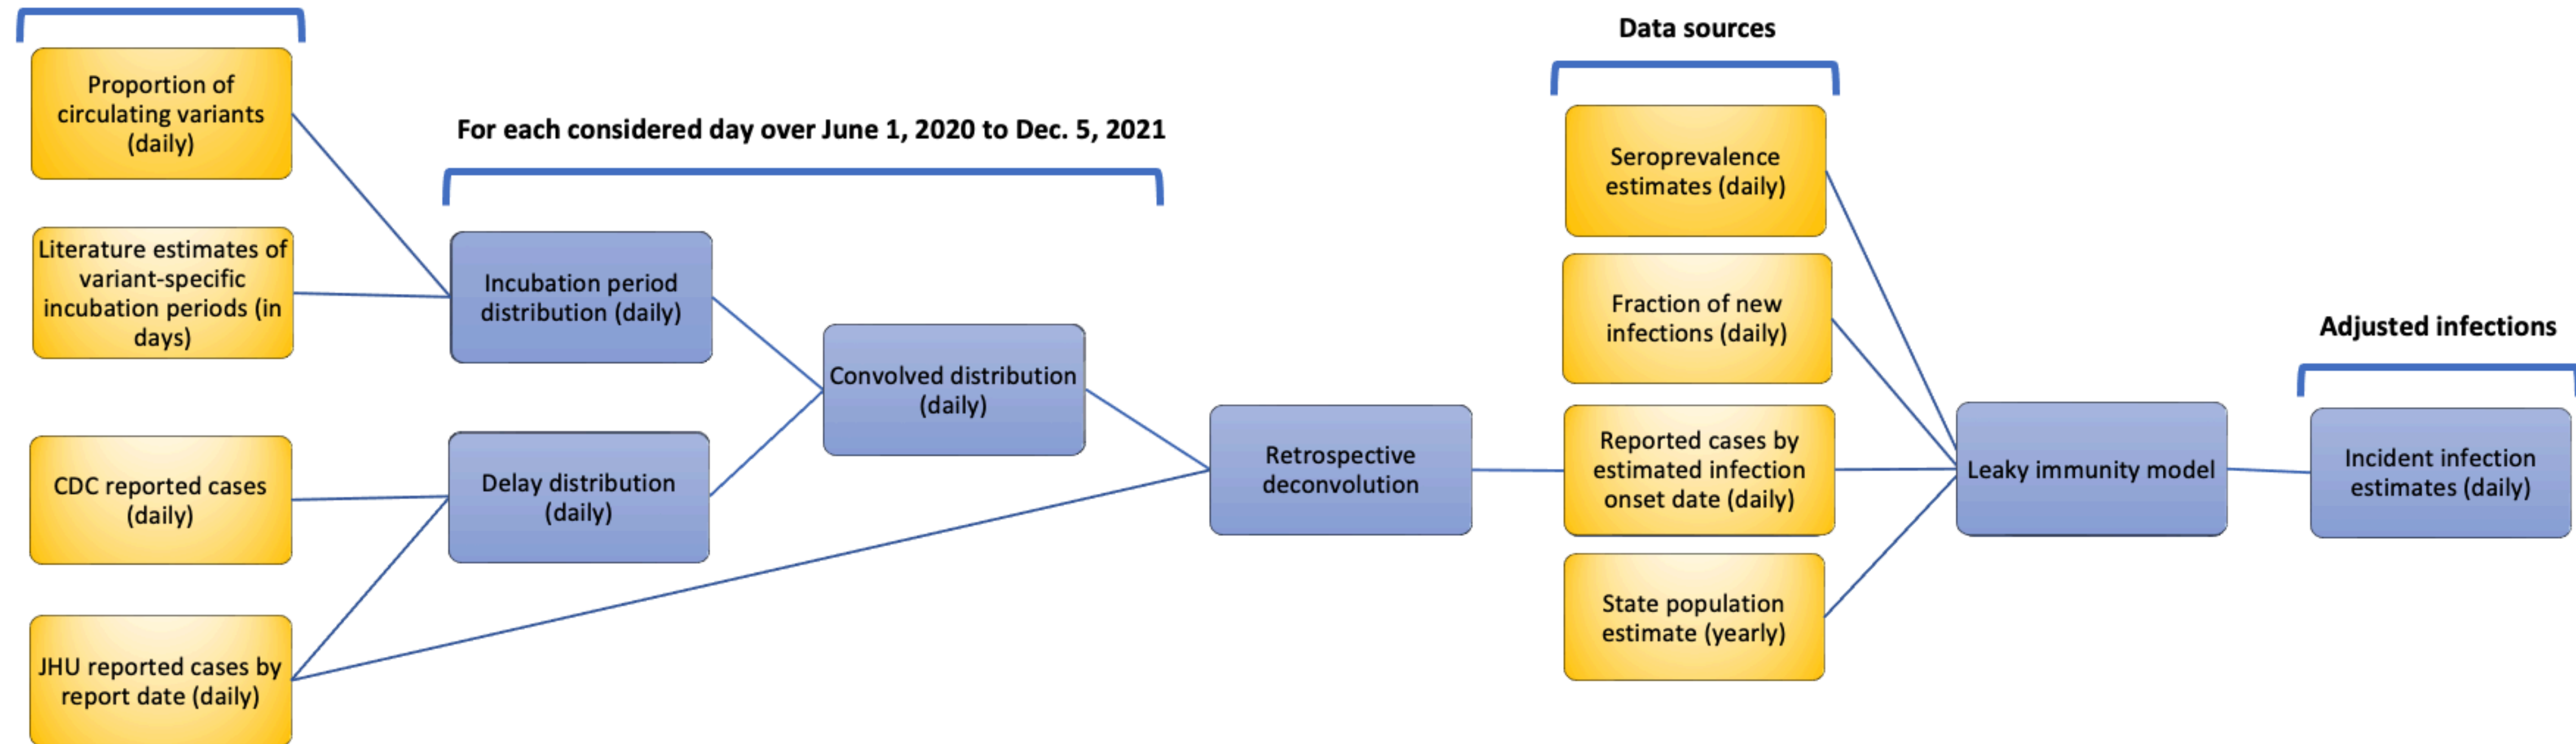 Proportion of
circulating variants
(daily)
Literature estimates of
variant-specific
incubation periods (in
days)
CDC reported cases
(daily)
JHU reported cases by
report date (daily)
For each considered day over June 1, 2020 to Dec. 5, 2021
Incubation period
distribution (daily)
Delay distribution
(daily)
Convolved distribution
(daily)
Retrospective
deconvolution
Data sources
Seroprevalence
estimates (daily)
Fraction of new
infections (daily)
Reported cases by
estimated infection
onset date (daily)
State population
estimate (yearly)
Leaky immunity model
Adjusted infections
Incident infection
estimates (daily)